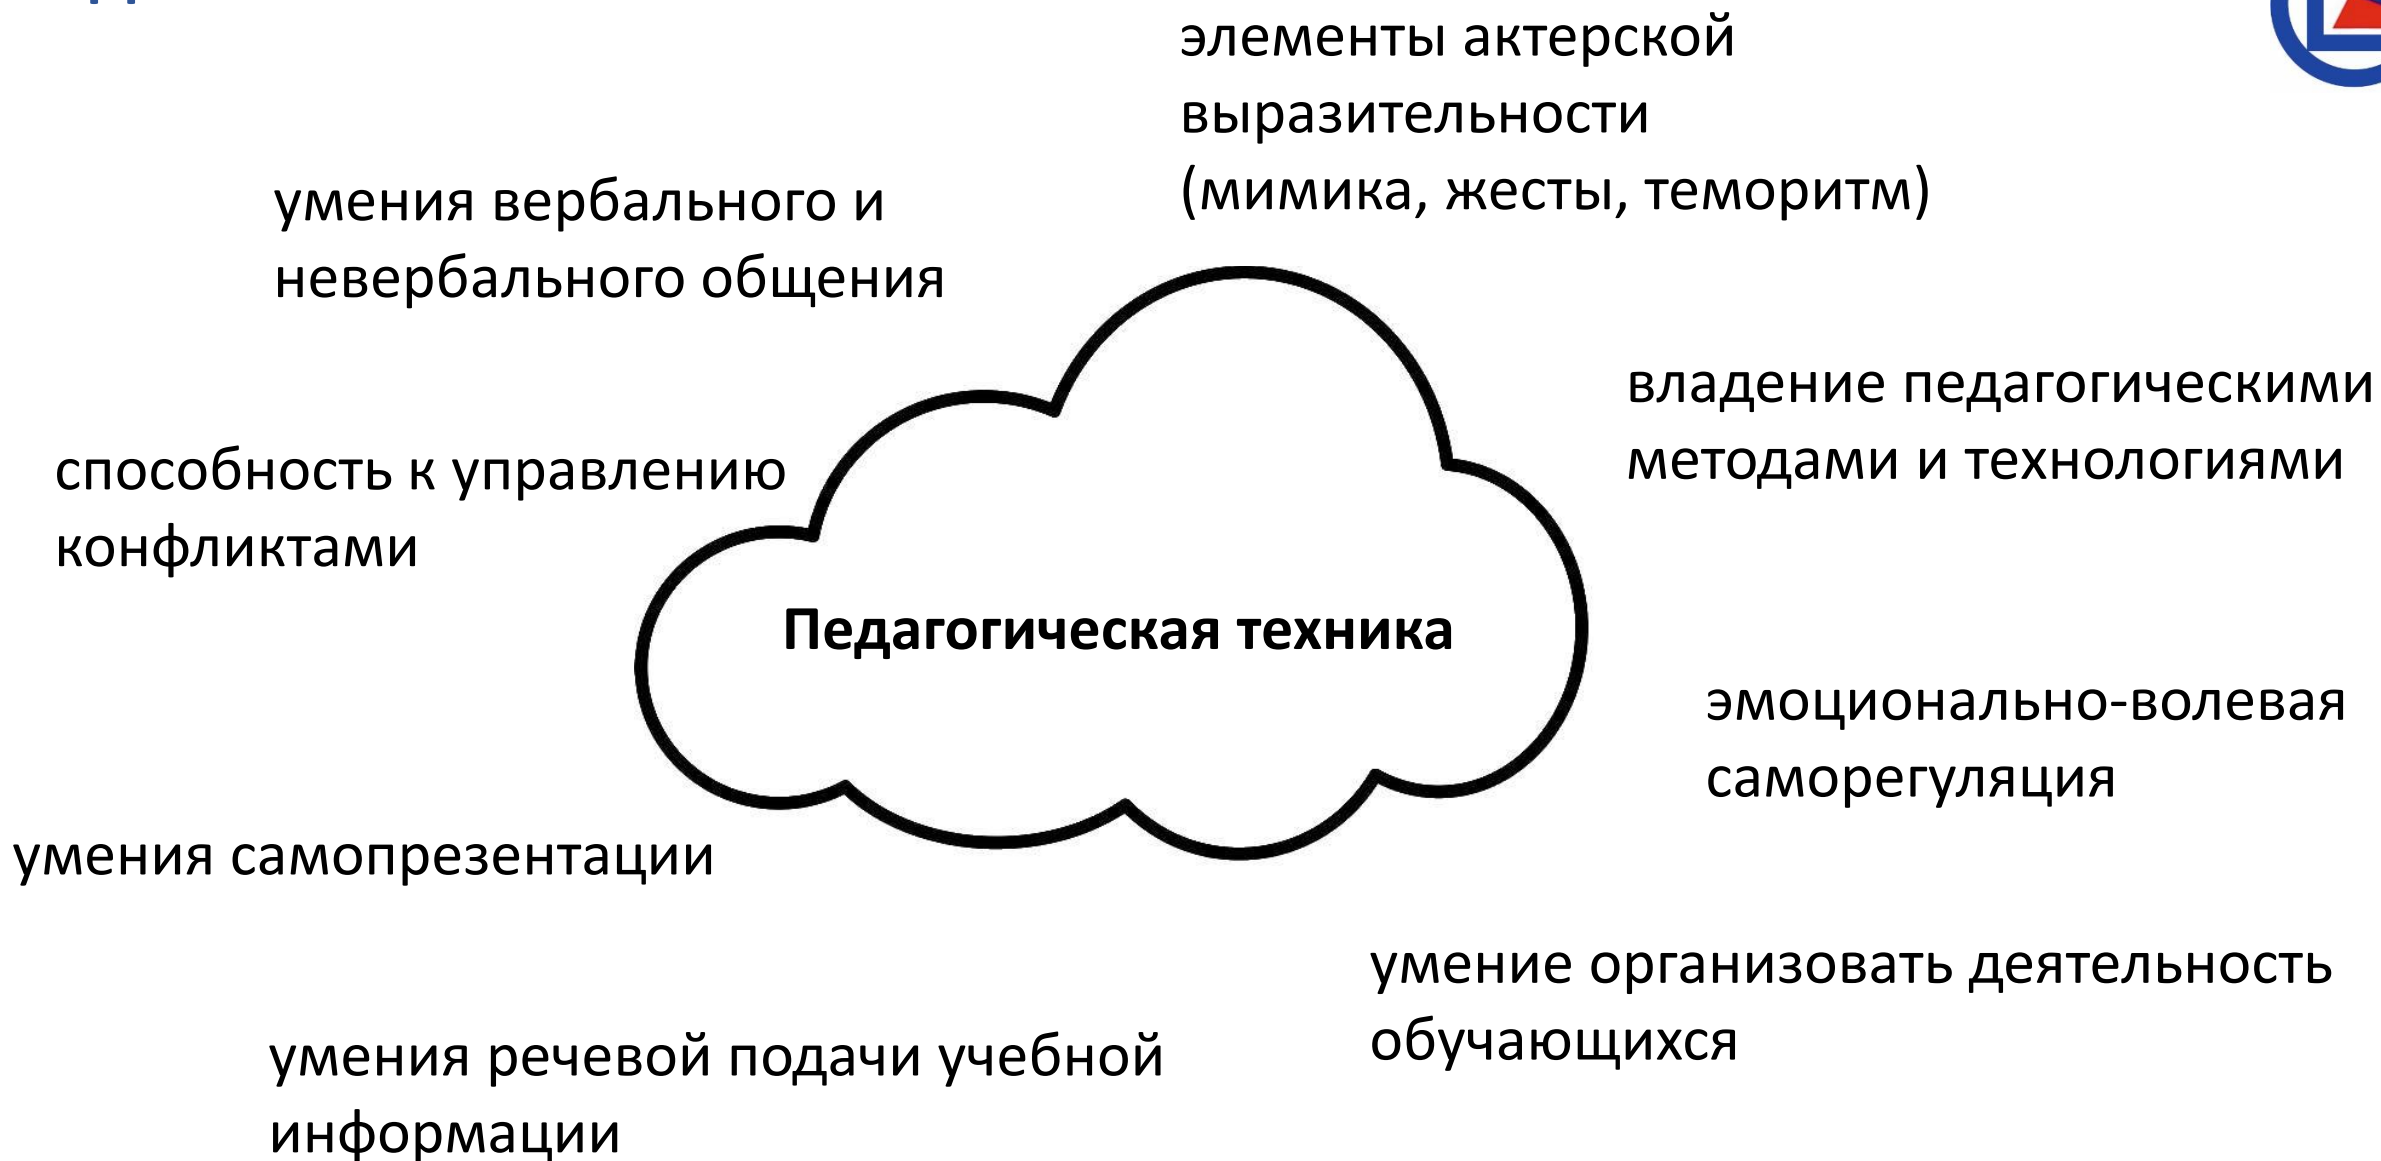 элементы актерской
выразительности
(мимика, жесты, теморитм)
умения вербального и
невербального общения
владение педагогическими
методами и технологиями
способность к управлению
конфликтами
Педагогическая техника
эмоционально-волевая
саморегуляция
умения самопрезентации
умение организовать деятельность
обучающихся
умения речевой подачи учебной
информации